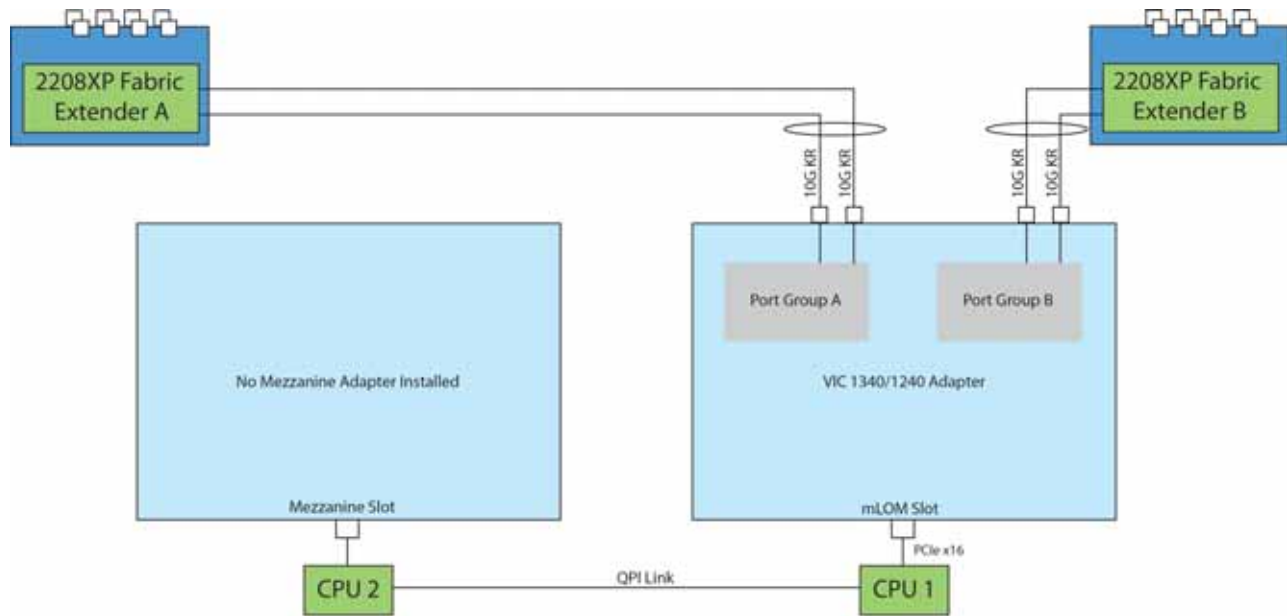 2208XP Fabric
Extender A
2208XP Fabric
Extender B
10G KR
10G KR
10G KR
10G KR
Port Group A
Port Group B
No Mezzanine Adapter Installed
VIC 1340/1240 Adapter
Mezzanine Slot
mLOM Slot
PCIe x16
CPU 2
QPI Link
CPU 1